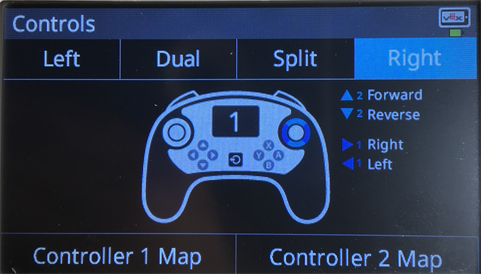 Controls
VEX
Left Dual Split Right
2 Forward
2 Reverse
1 Right
1 Left
1
X
Y A
B
Controller 1 Map Controller 2 Map